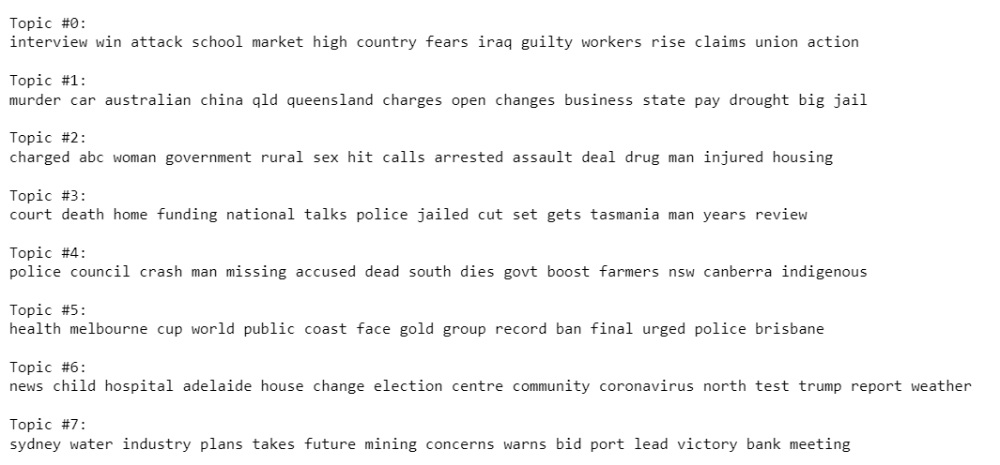 Topic #0:
interview win attack school market high country fears iraq guilty workers rise claims union action
Topic #1:
murder car australian china qld queensland charges open changes business state pay drought big jail
Topic #2:
charged abc woman government rural sex hit calls arrested assault deal drug man injured housing
Topic #3:
court death home funding national talks police jailed cut set gets tasmania man years review
Topic #4:
police council crash man missing accused dead south dies govt boost farmers nsw canberra indigenous
Topic #5:
health melbourne cup world public coast face gold group record ban final urged police brisbane
Topic #6:
news child hospital adelaide house change election centre community coronavirus north test trump report weather
Topic #7:
sydney water industry plans takes future mining concerns warns bid port lead victory bank meeting